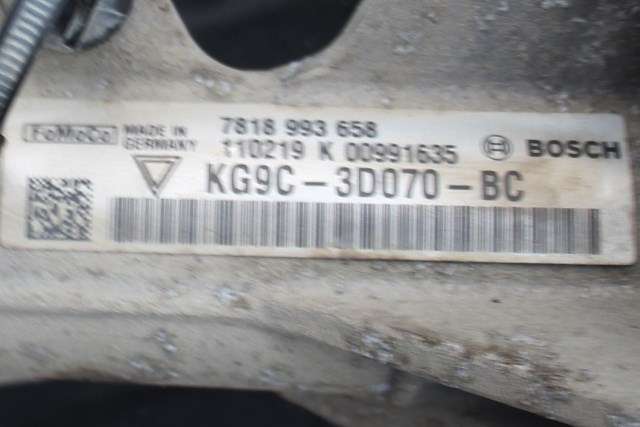 FoMoCo
MADE IN
GERMANY
7818 993 658
110219 K 00991635
BOSCH
KG9C-3D070-BC